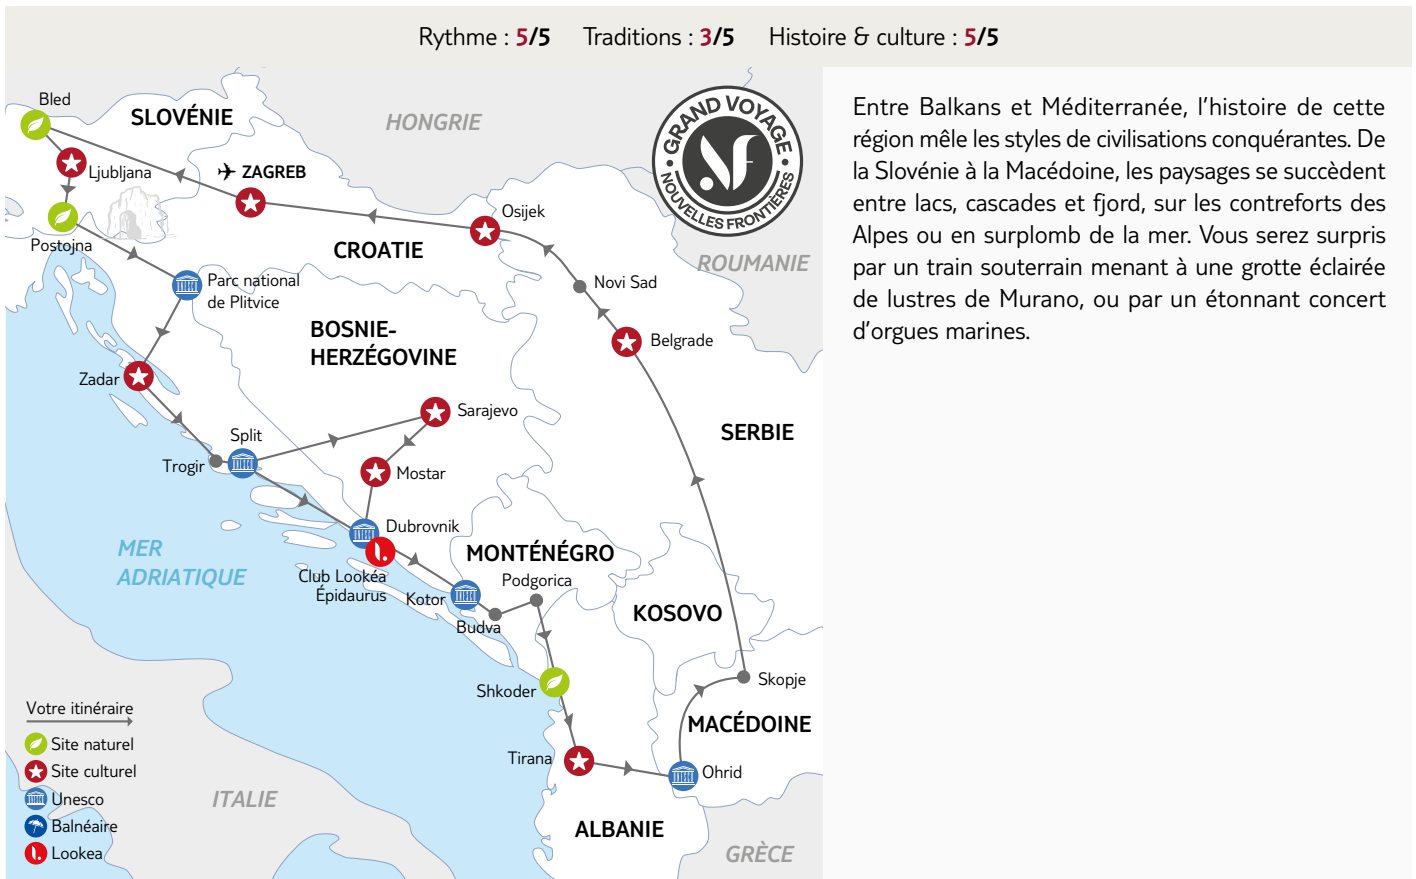 Rythme : 5/5 Traditions : 3/5 Histoire & culture : 5/5
Bled
SLOVÉNIE
HONGRIE
GRAND VOYAGE
NF
NOUVELLES FRONTIÈRES
Ljubljana
ZAGREB
Osijek
Postojna
CROATIE
ROUMANIE
Parc national
de Plitvice
Novi Sad
BOSNIE-
HERZÉGOVINE
Belgrade
Zadar
Sarajevo
SERBIE
Split
Trogir
Mostar
Dubrovnik
MER
ADRIATIQUE
MONTÉNÉGRO
Club Lookéa
Épidaurus
Podgorica
Kotor
KOSOVO
Budva
Shkoder
Skopje
MACÉDOINE
Tirana
Ohrid
ITALIE
ALBANIE
GRÈCE
Votre itinéraire
Site naturel
Site culturel
Unesco
Balnéaire
Lookea
Entre Balkans et Méditerranée, l'histoire de cette
région mêle les styles de civilisations conquérantes. De
la Slovénie à la Macédoine, les paysages se succèdent
entre lacs, cascades et fjord, sur les contreforts des
Alpes ou en surplomb de la mer. Vous serez surpris
par un train souterrain menant à une grotte éclairée
de lustres de Murano, ou par un étonnant concert
d'orgues marines.